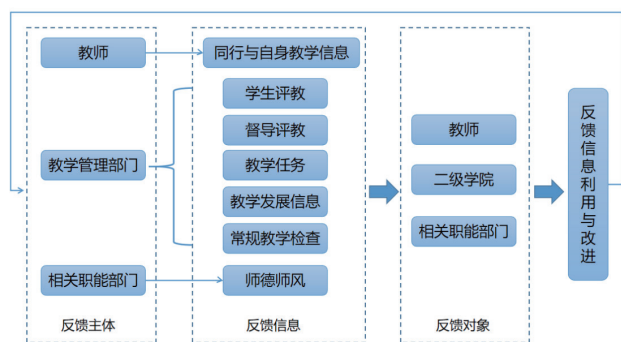 教师
教学管理部门
相关职能部门
反馈主体
同行与自身教学信息
学生评教
督导评教
教学任务
教学发展信息
常规教学检查
师德师风
反馈信息
教师
二级学院
相关职能部门
反馈对象
反馈信息利用与改进